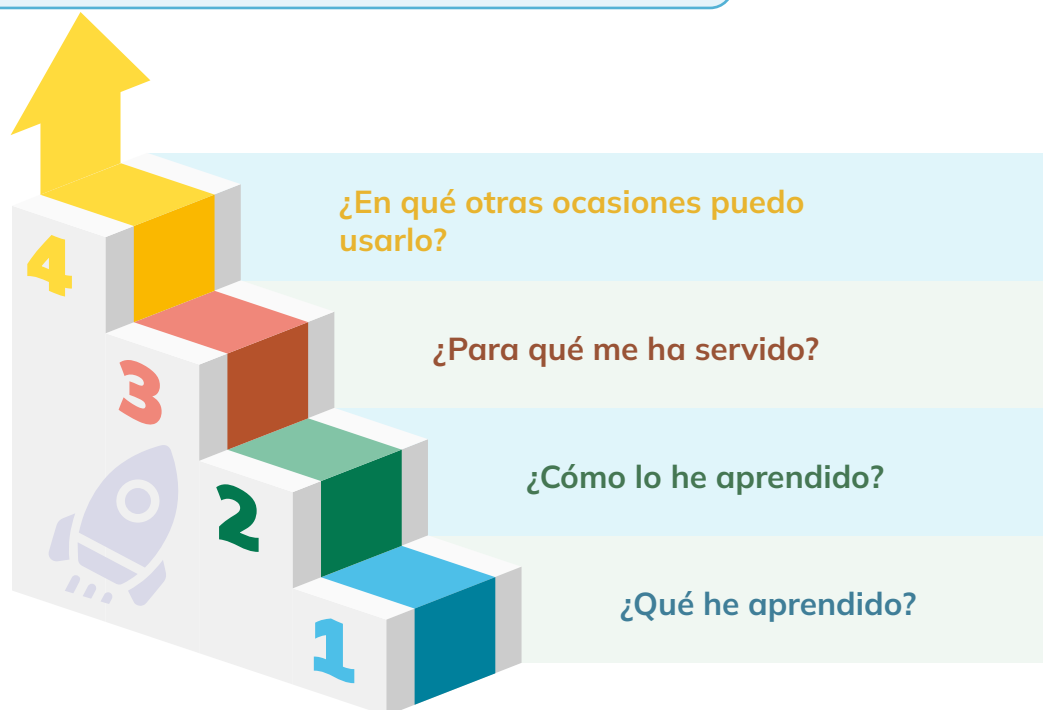 ¿En qué otras ocasiones puedo
usarlo?
4
¿Para qué me ha servido?
3
¿Cómo lo he aprendido?
2
¿Qué he aprendido?
1